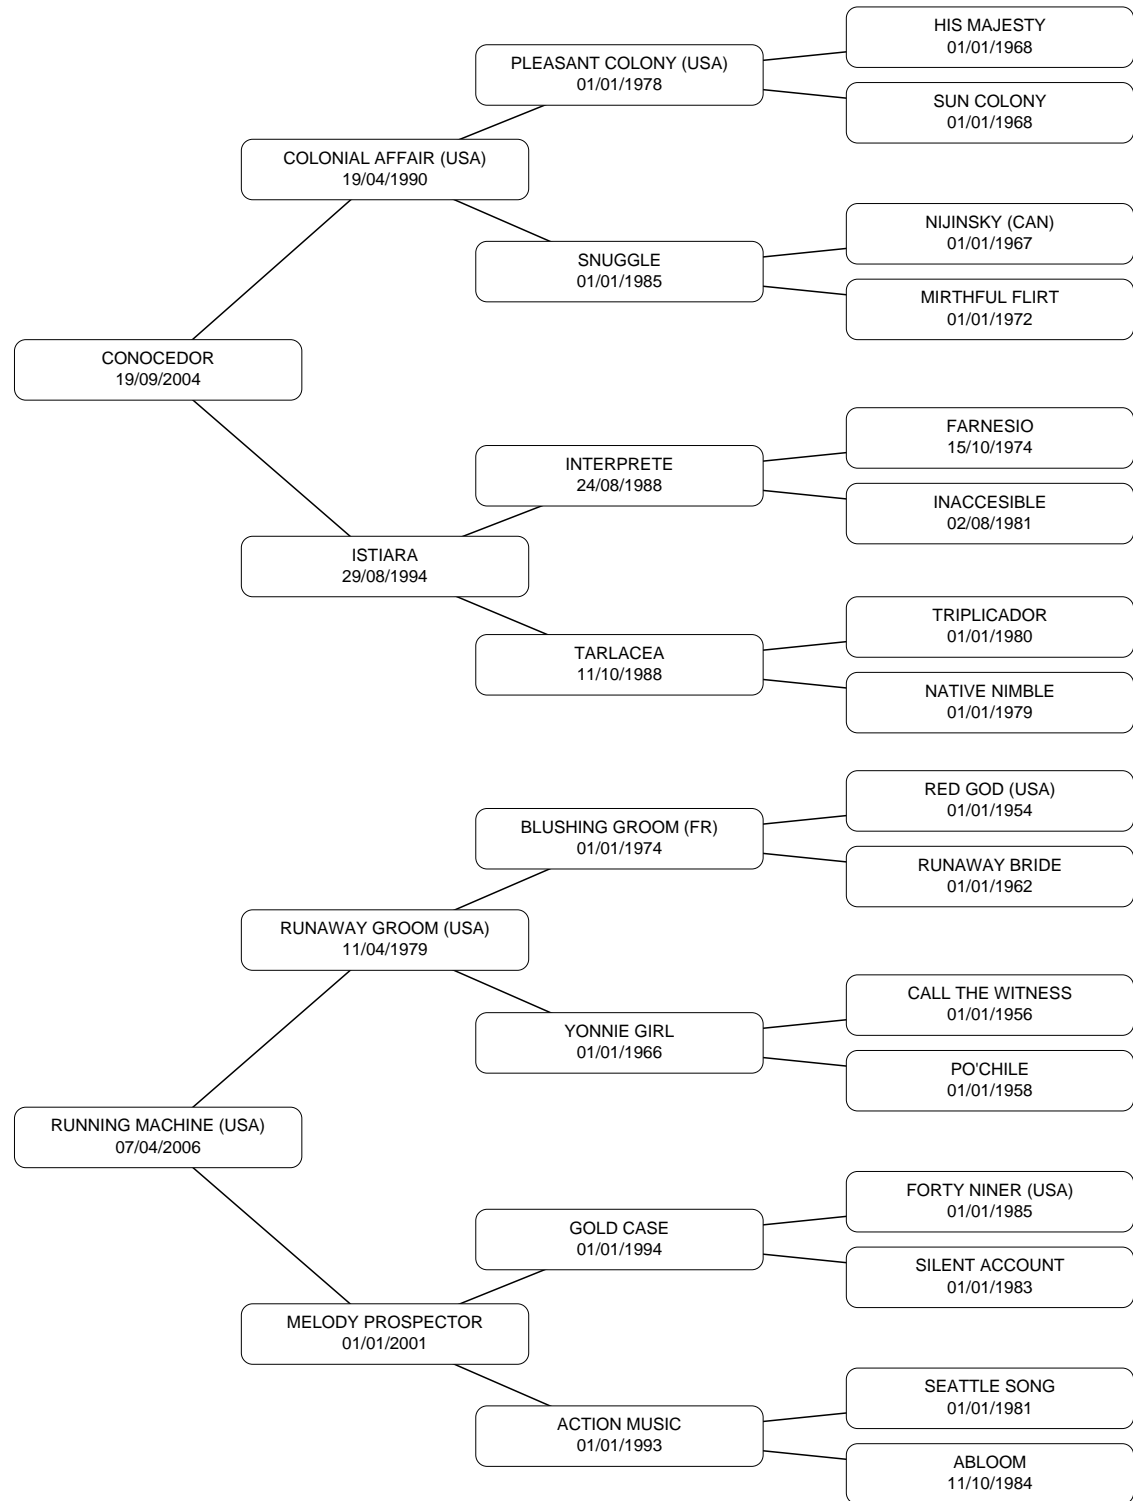 HIS MAJESTY
01/01/1968
PLEASANT COLONY (USA)
01/01/1978
SUN COLONY
01/01/1968
COLONIAL AFFAIR (USA)
19/04/1990
NIJINSKY (CAN)
01/01/1967
SNUGGLE
01/01/1985
MIRTHFUL FLIRT
01/01/1972
CONOCEDOR
19/09/2004
FARNESIO
15/10/1974
INTERPRETE
24/08/1988
INACCESIBLE
02/08/1981
ISTIARA
29/08/1994
TRIPLICADOR
01/01/1980
TARLACEA
11/10/1988
NATIVE NIMBLE
01/01/1979
RED GOD (USA)
01/01/1954
BLUSHING GROOM (FR)
01/01/1974
RUNAWAY BRIDE
01/01/1962
RUNAWAY GROOM (USA)
11/04/1979
CALL THE WITNESS
01/01/1956
YONNIE GIRL
01/01/1966
PO'CHILE
01/01/1958
RUNNING MACHINE (USA)
07/04/2006
FORTY NINER (USA)
01/01/1985
GOLD CASE
01/01/1994
SILENT ACCOUNT
01/01/1983
MELODY PROSPECTOR
01/01/2001
SEATTLE SONG
01/01/1981
ACTION MUSIC
01/01/1993
ABLOOM
11/10/1984